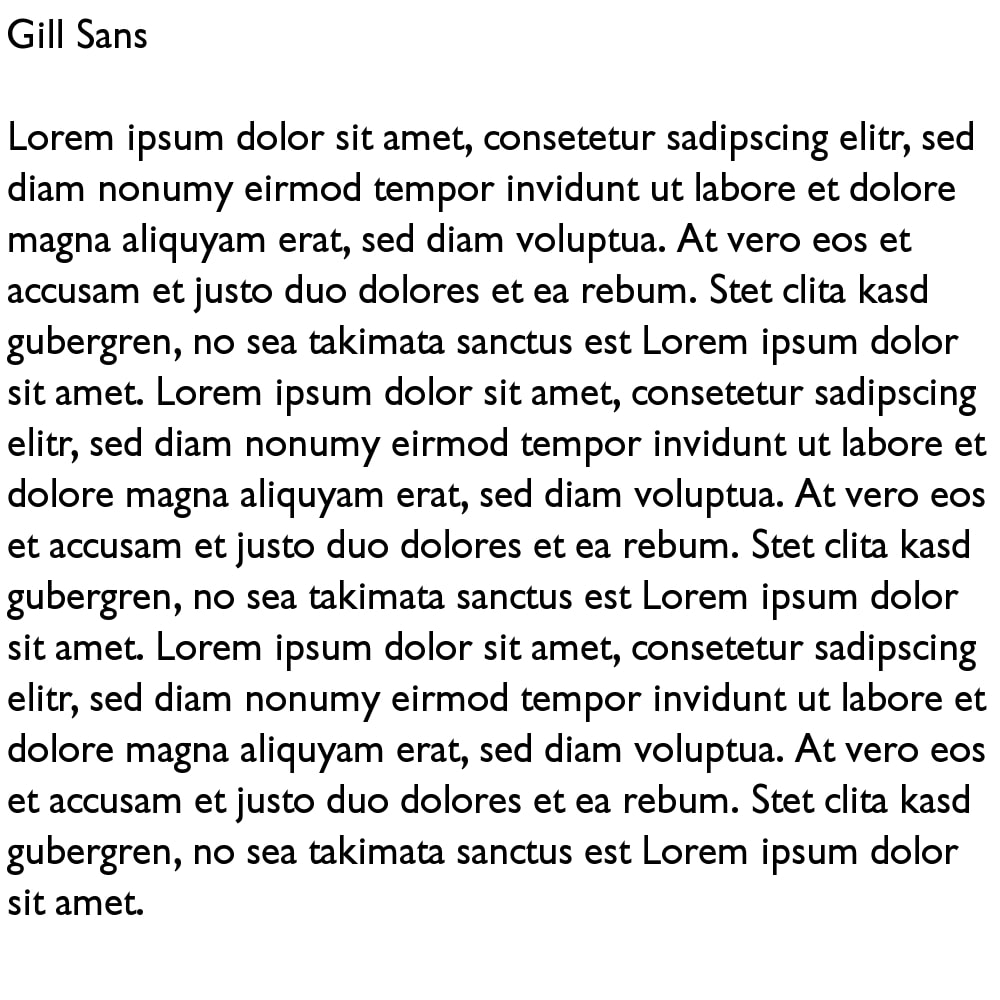 Gill Sans
Lorem ipsum dolor sit amet, consetetur sadipscing elitr, sed
diam nonumy eirmod tempor invidunt ut labore et dolore
magna aliquyam erat, sed diam voluptua. At vero eos et
accusam et justo duo dolores et ea rebum. Stet clita kasd
gubergren, no sea takimata sanctus est Lorem ipsum dolor
sit amet. Lorem ipsum dolor sit amet, consetetur sadipscing
elitr, sed diam nonumy eirmod tempor invidunt ut labore et
dolore magna aliquyam erat, sed diam voluptua. At vero eos
et accusam et justo duo dolores et ea rebum. Stet clita kasd
gubergren, no sea takimata sanctus est Lorem ipsum dolor
sit amet. Lorem ipsum dolor sit amet, consetetur sadipscing
elitr, sed diam nonumy eirmod tempor invidunt ut labore et
dolore magna aliquyam erat, sed diam voluptua. At vero eos
et accusam et justo duo dolores et ea rebum. Stet clita kasd
gubergren, no sea takimata sanctus est Lorem ipsum dolor
sit amet.